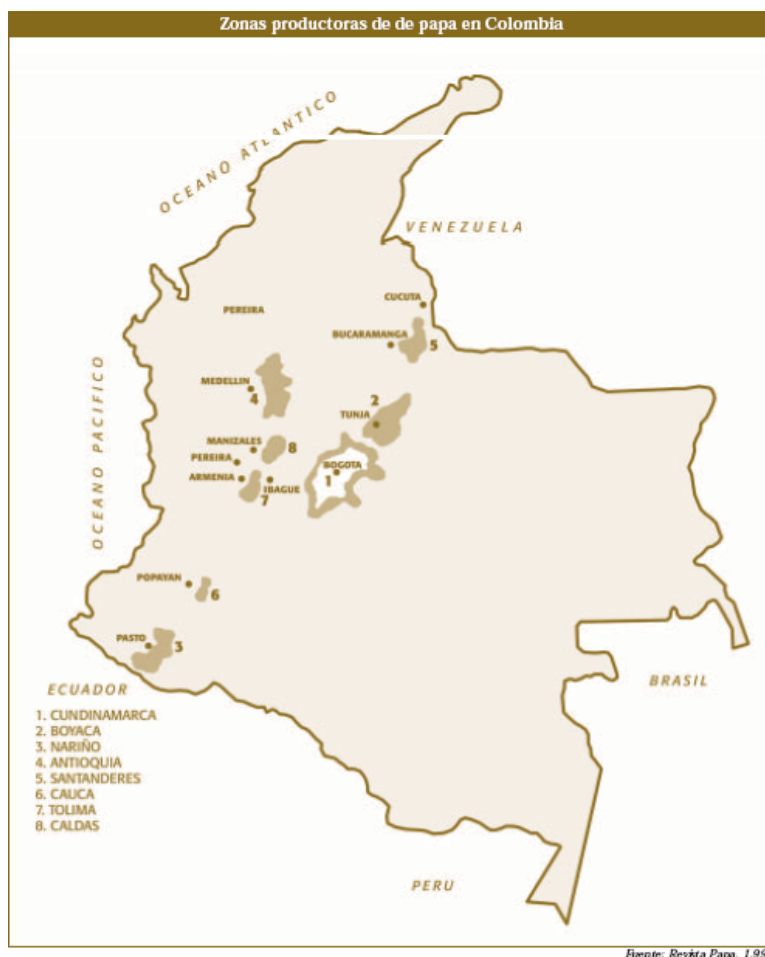 Zonas productoras de de papa en Colombia
OCEANO ATLANTICO
VENEZUELA
CUCUTA
PEREIRA
BUCARAMANGA
5
OCEANO PACIFICO
MEDELLIN
4
2
TUNJA
MANIZALES
8
PEREIRA
BOGOTA
1
ARMENIA
IBAGUE
7
POPAYAN
6
PASTO
3
ECUADOR
BRASIL
1. CUNDINAMARCA
2. BOYACA
3. NARIÑO
4. ANTIOQUIA
5. SANTANDERES
6. CAUCA
7. TOLIMA
8. CALDAS
PERU
Fuente: Revista Papa,